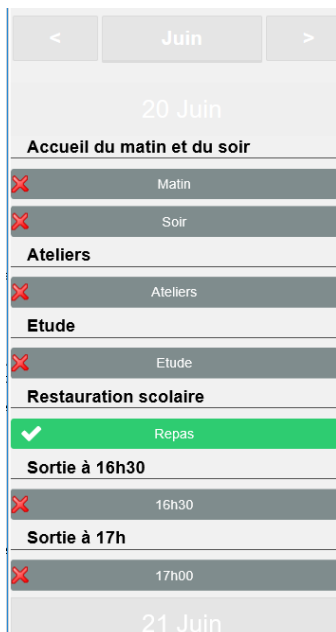 < Juin >
20 Juin
Accueil du matin et du soir
Matin
Soir
Ateliers
Ateliers
Etude
Etude
Restauration scolaire
Repas
Sortie à 16h30
16h30
Sortie à 17h
17h00
21 Juin